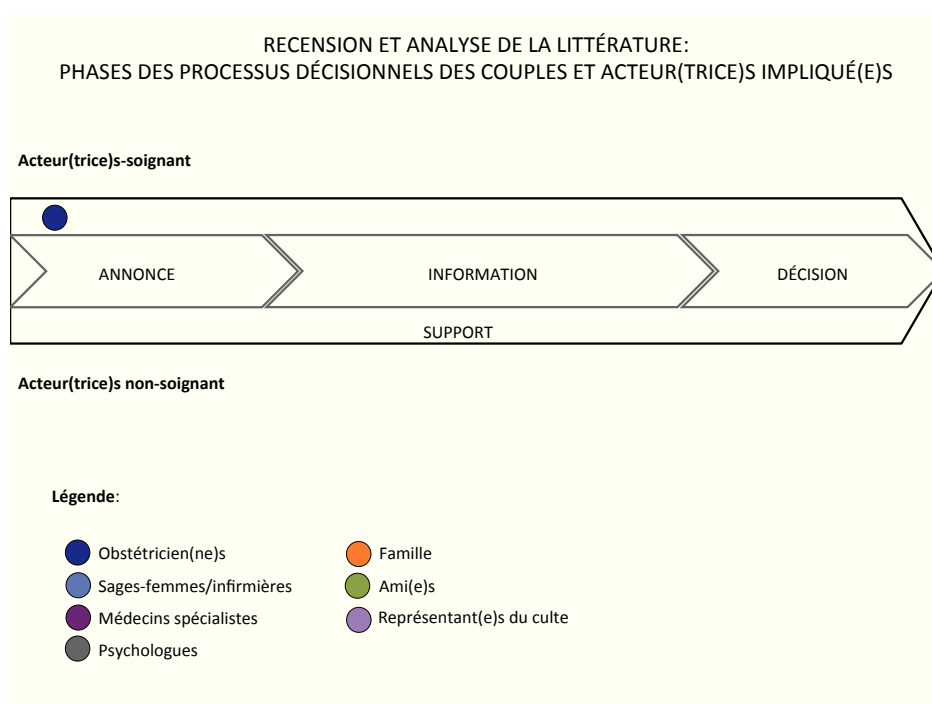 RECENSION ET ANALYSE DE LA LITTÉRATURE:
PHASES DES PROCESSUS DÉCISIONNELS DES COUPLES ET ACTEUR(TRICE)S IMPLIQUÉ(E)S
Acteur(trice)s-soignant
ANNONCE
INFORMATION
DÉCISION
SUPPORT
Acteur(trice)s non-soignant
Légende:
Obstétricien(ne)s
Sages-femmes/infirmières
Médecins spécialistes
Psychologues
Famille
Ami(e)s
Représentant(e)s du culte